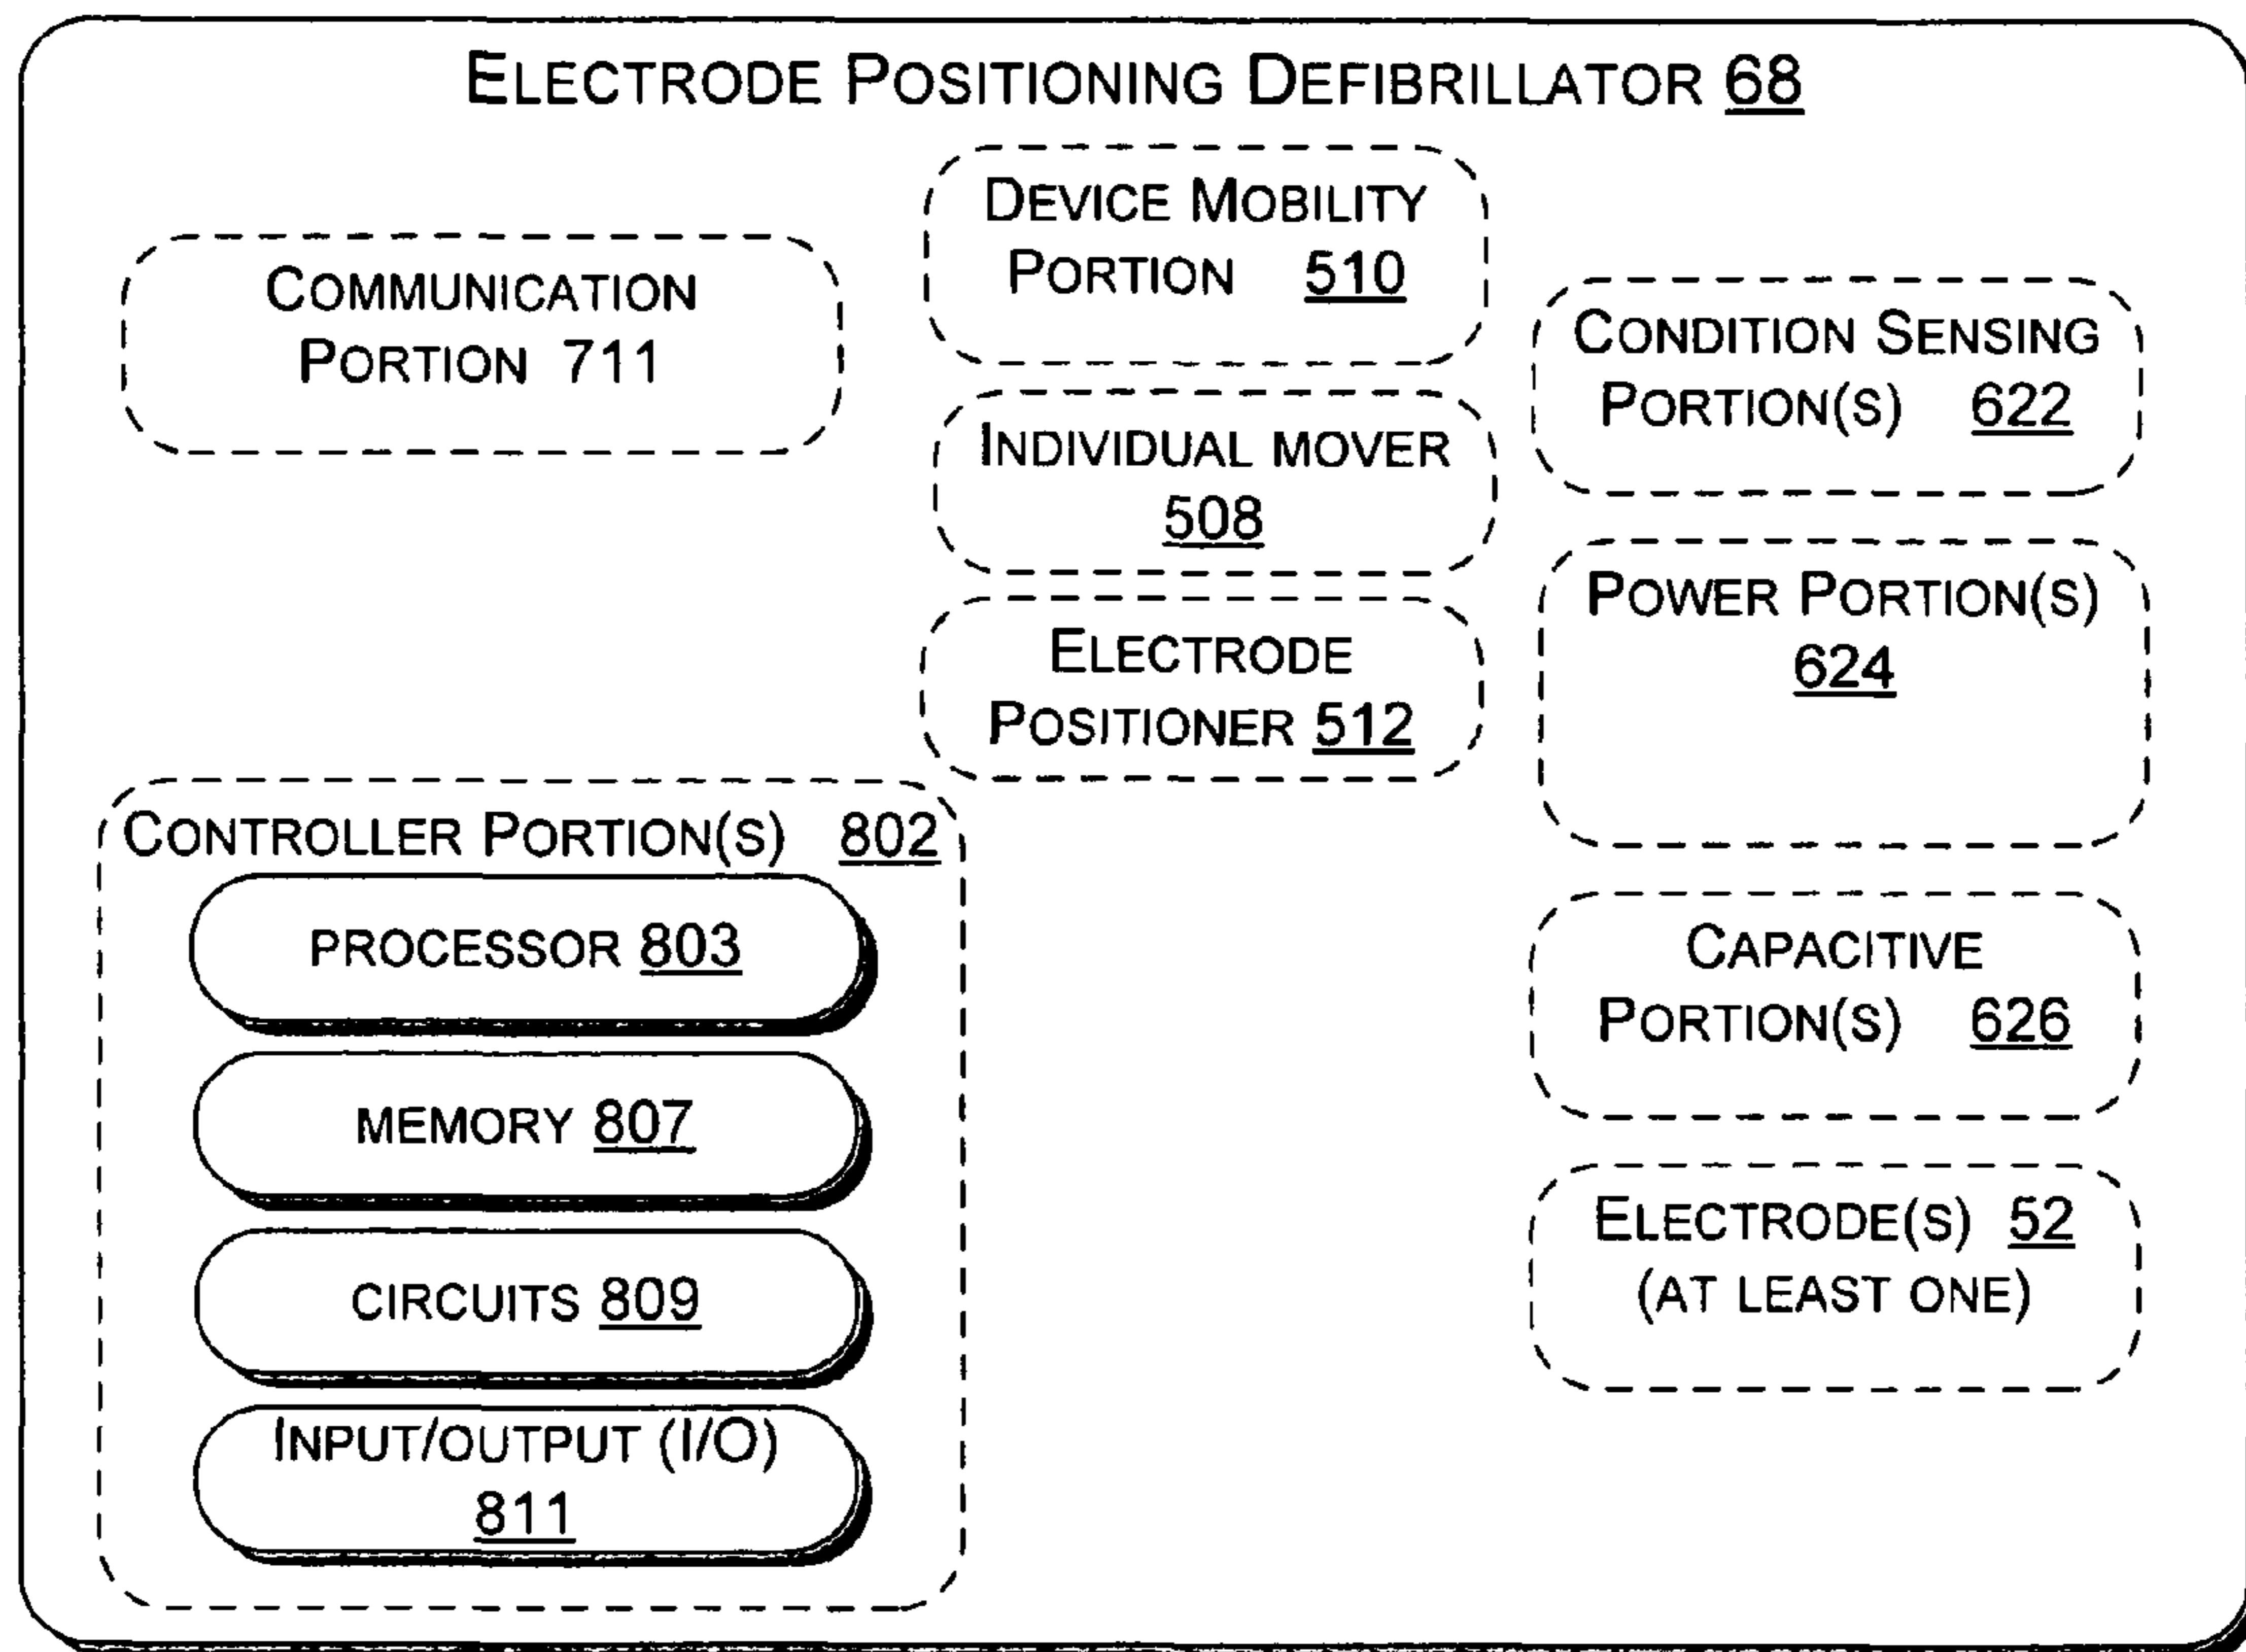 ELECTRODE POSITIONING DEFIBRILLATOR 68
COMMUNICATION
PORTION 711
DEVICE MOBILITY
PORTION 510
INDIVIDUAL MOVER
508
ELECTRODE
POSITIONER 512
CONDITION SENSING
PORTION(S) 622
POWER PORTION(S)
624
CAPACITIVE
PORTION(S) 626
ELECTRODE(S) 52
(AT LEAST ONE)
CONTROLLER PORTION(S) 802
PROCESSOR 803
MEMORY 807
CIRCUITS 809
INPUT/OUTPUT (I/O)
811